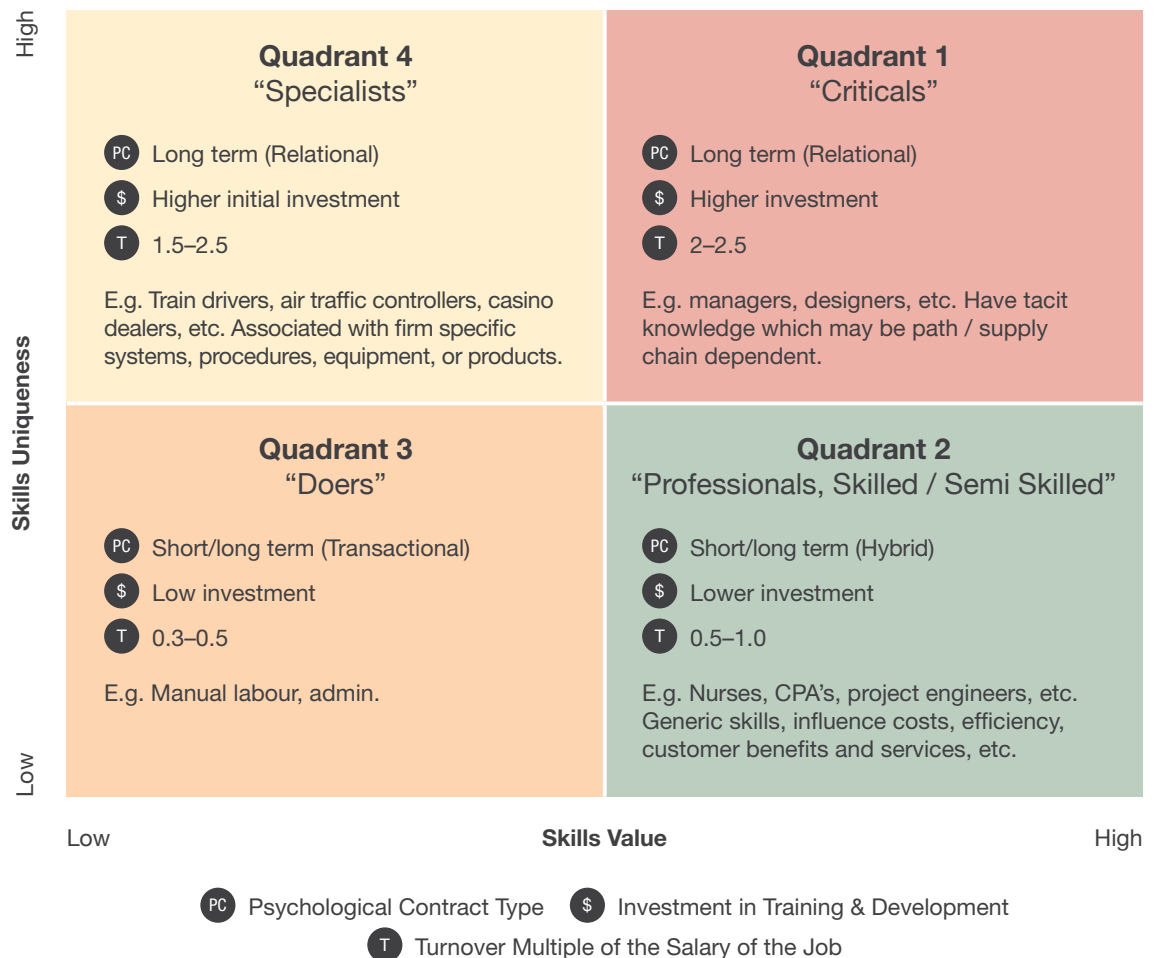 High
Skills Uniqueness
Low
Quadrant 4
“Specialists”
PC Long term (Relational)
$ Higher initial investment
T 1.5–2.5
E.g. Train drivers, air traffic controllers, casino
dealers, etc. Associated with firm specific
systems, procedures, equipment, or products.
Quadrant 1
“Criticals”
PC Long term (Relational)
$ Higher investment
T 2–2.5
E.g. managers, designers, etc. Have tacit
knowledge which may be path / supply
chain dependent.
Quadrant 3
“Doers”
PC Short/long term (Transactional)
$ Low investment
T 0.3–0.5
E.g. Manual labour, admin.
Quadrant 2
“Professionals, Skilled / Semi Skilled”
PC Short/long term (Hybrid)
$ Lower investment
T 0.5–1.0
E.g. Nurses, CPA’s, project engineers, etc.
Generic skills, influence costs, efficiency,
customer benefits and services, etc.
Low Skills Value High
PC Psychological Contract Type $ Investment in Training & Development
T Turnover Multiple of the Salary of the Job